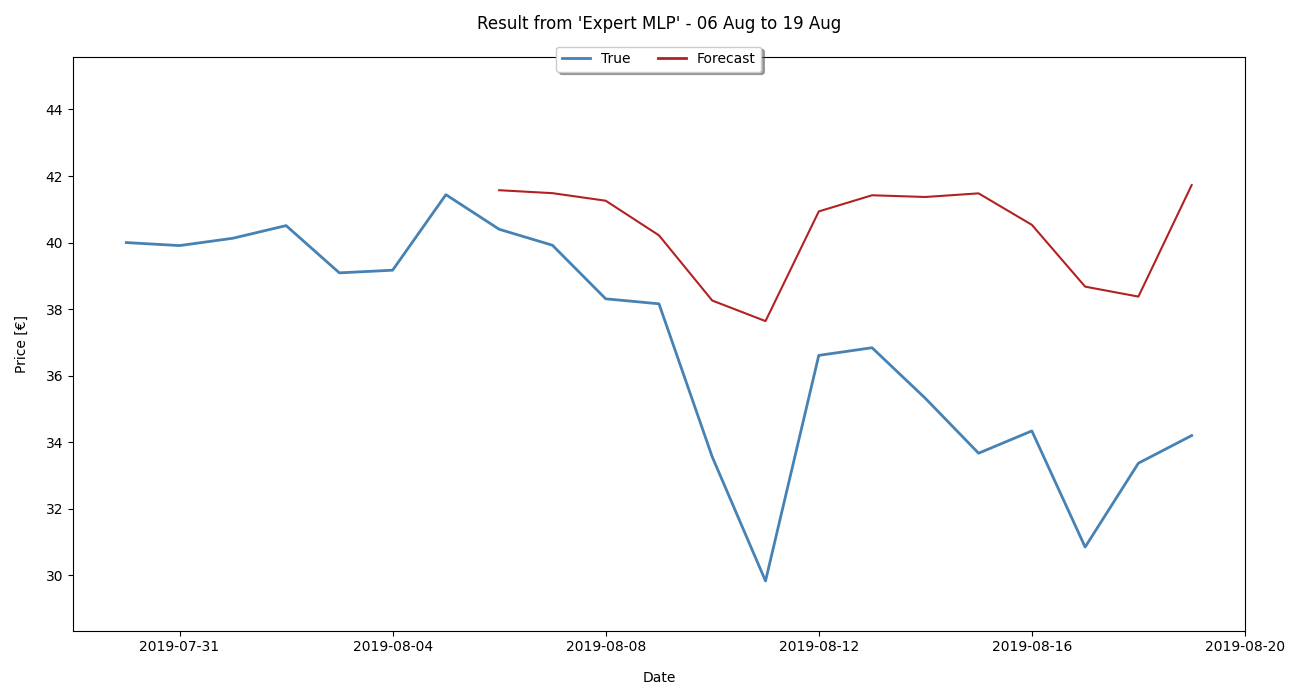 Result from 'Expert MLP' - 06 Aug to 19 Aug
True Forecast
44
42
40
38
36
34
32
30
Price [€]
2019-07-31 2019-08-04 2019-08-08 2019-08-12 2019-08-16 2019-08-20
Date